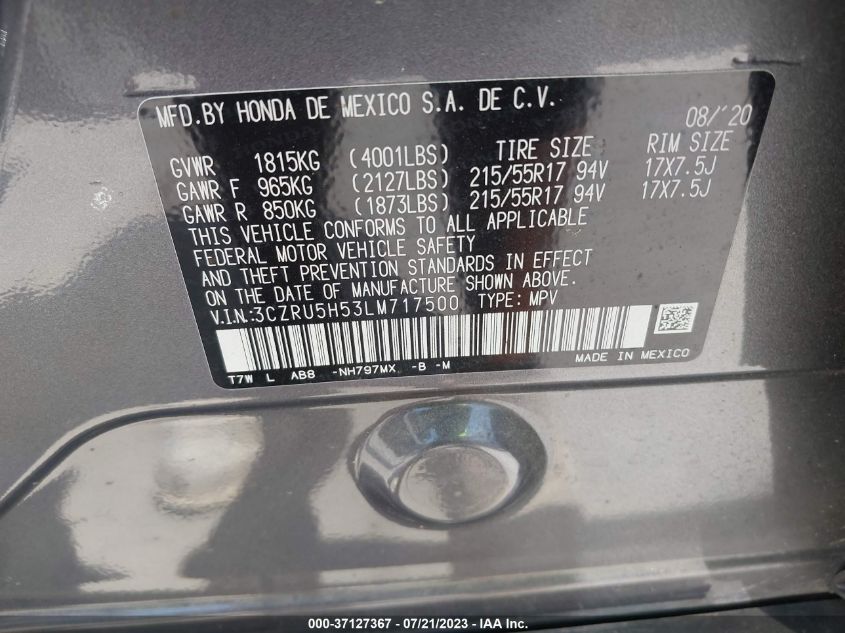 MFD.BY HONDA DE MEXICO S.A. DE C.V. 08/'20
GVWR 1815KG (4001LBS) TIRE SIZE RIM SIZE
GAWR F 965KG (2127LBS) 215/55R17 94V 17X7.5J
GAWR R 850KG (1873LBS) 215/55R17 94V 17X7.5J
THIS VEHICLE CONFORMS TO ALL APPLICABLE
FEDERAL MOTOR VEHICLE SAFETY
AND THEFT PREVENTION STANDARDS IN EFFECT
ON THE DATE OF MANUFACTURE SHOWN ABOVE.
V.I.N:3CZRU5H53LM717500 TYPE: MPV
T7W L AB8 -NH797MX -B -M MADE IN MEXICO
000-37127367 / 07/21/2023 - IAA Inc.